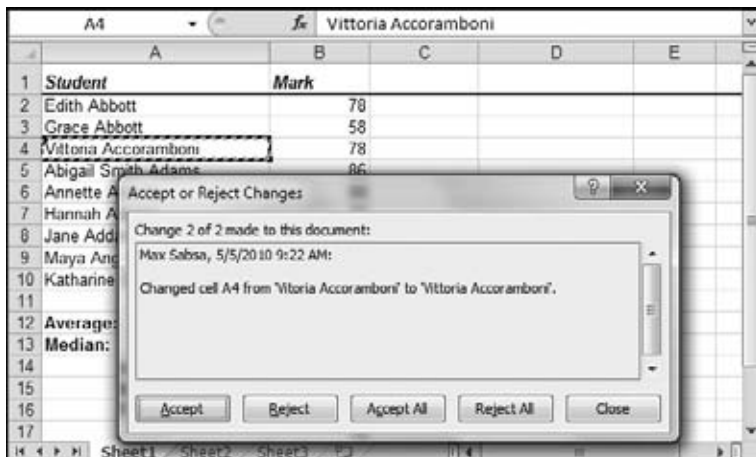 A4 fx Vittoria Accoramboni
A B C D E
1 Student Mark
2 Edith Abbott 78
3 Grace Abbott 58
4 Vittoria Accoramboni 78
5 Abigail Smith Adams 86
6 Annette A
7 Hannah A
8 Jane Adda
9 Maya Ang
10 Katharine
11
12 Average:
13 Median:
14
15
16
17
Accept or Reject Changes
Change 2 of 2 made to this document:
Max Sabsa, 5/5/2010 9:22 AM:
Changed cell A4 from 'Vitoria Accoramboni' to 'Vittoria Accoramboni'.
Accept Reject Accept All Reject All Close
Sheet1 Sheet2 Sheet3